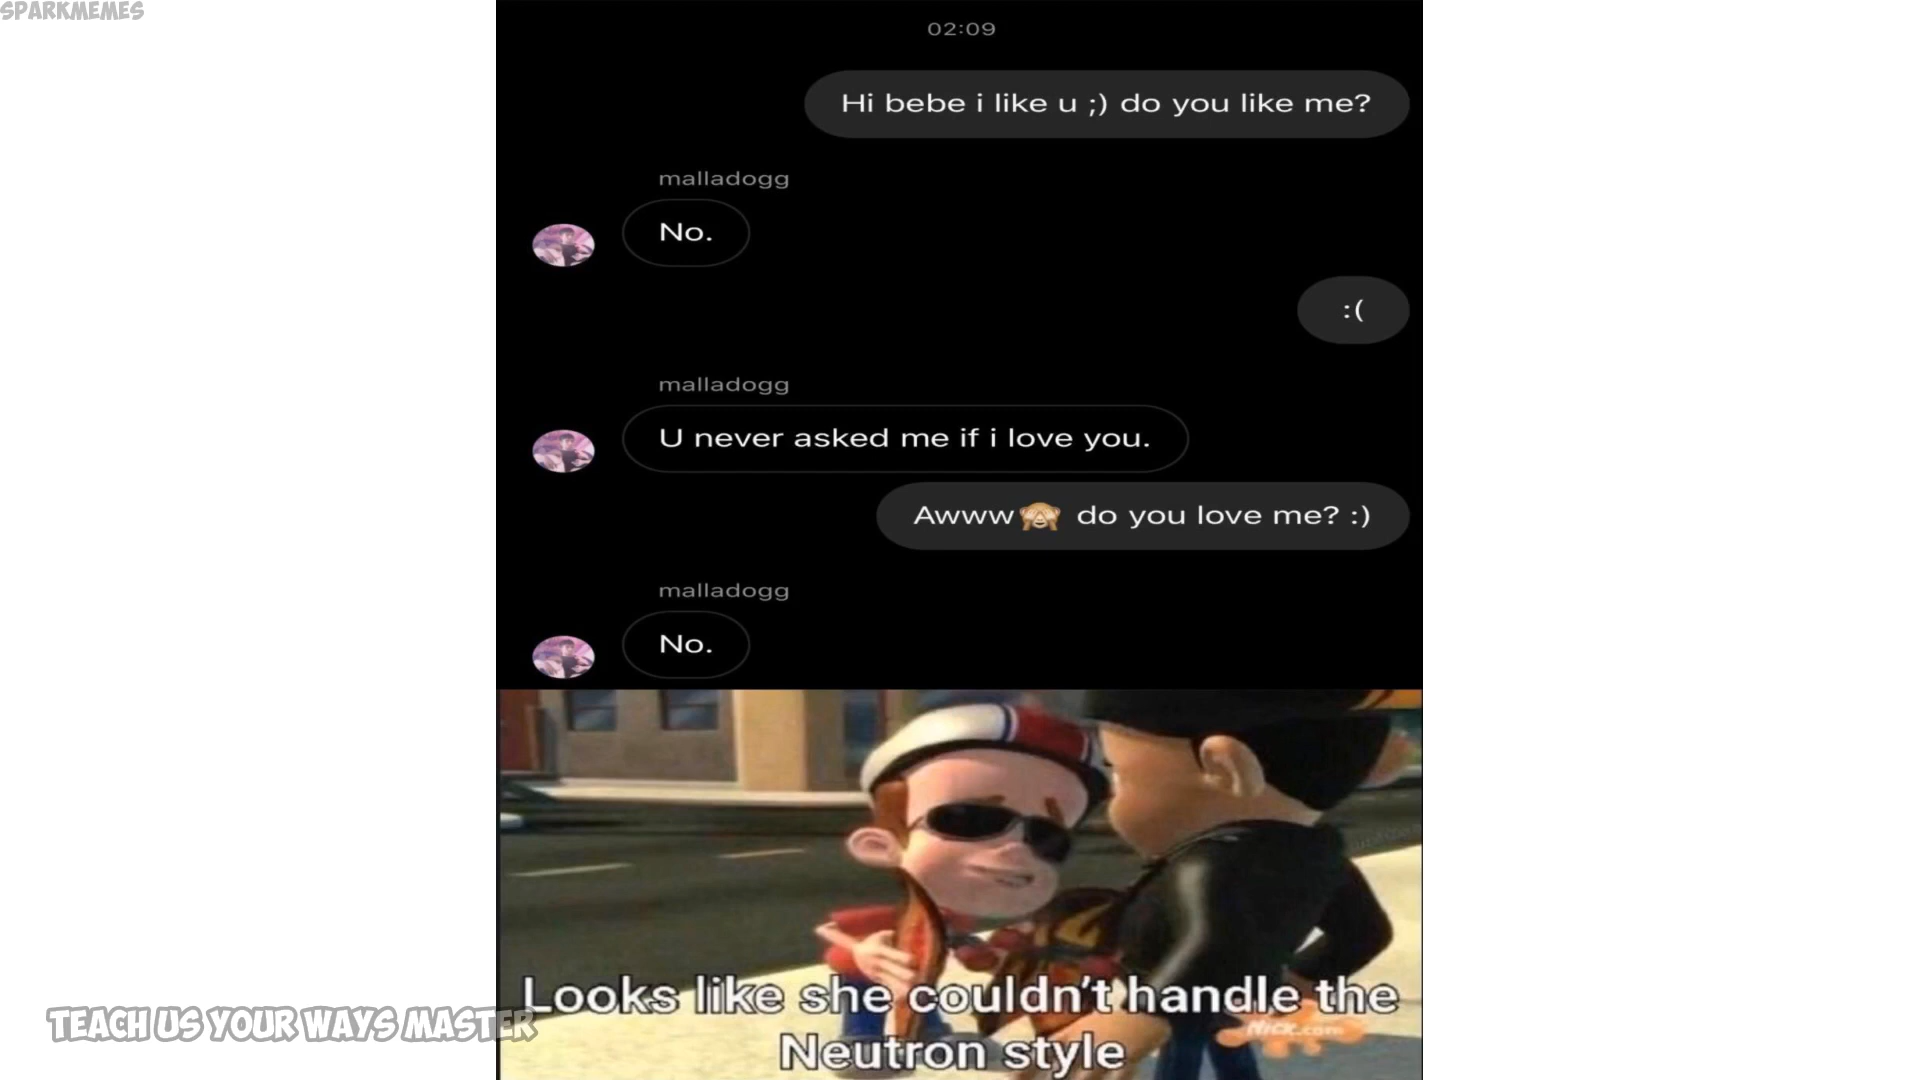 SPARKMEMES
02:09
Hi bebe i like u ;) do you like me?
malladogg
No.
:(
malladogg
U never asked me if i love you.
Awww🙈 do you love me? :)
malladogg
No.
Looks like she couldn't handle the
Neutron style
Nick.com
TEACH US YOUR WAYS MASTER